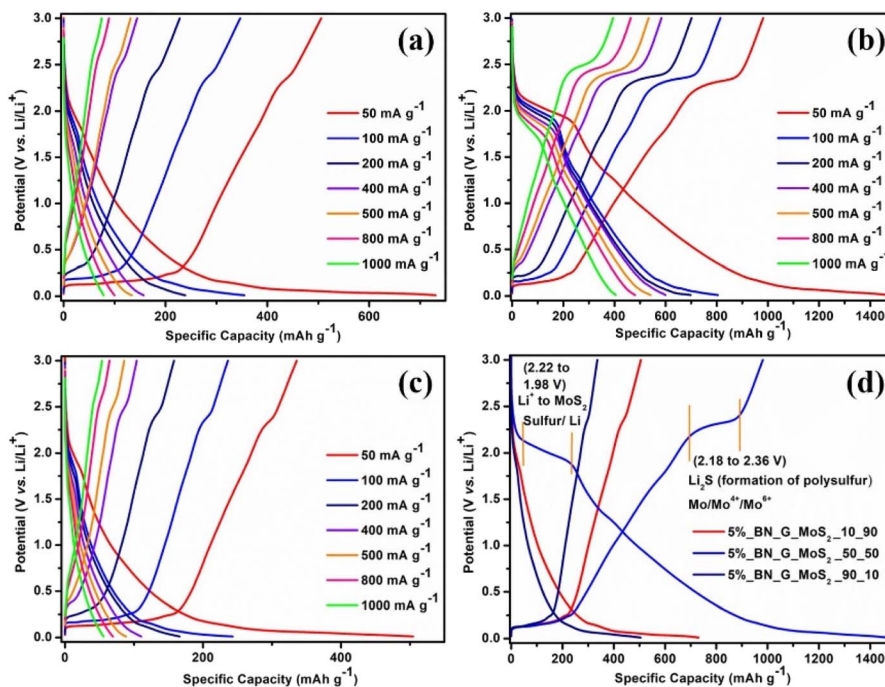 (a)
3.0
2.5
2.0
1.5
1.0
0.5
0.0
Potential (V vs. Li/Li⁺)
50 mA g⁻¹
100 mA g⁻¹
200 mA g⁻¹
400 mA g⁻¹
500 mA g⁻¹
800 mA g⁻¹
1000 mA g⁻¹
0 200 400 600
Specific Capacity (mAh g⁻¹)
(b)
3.0
2.5
2.0
1.5
1.0
0.5
0.0
Potential (V vs. Li/Li⁺)
50 mA g⁻¹
100 mA g⁻¹
200 mA g⁻¹
400 mA g⁻¹
500 mA g⁻¹
800 mA g⁻¹
1000 mA g⁻¹
0 200 400 600 800 1000 1200 1400
Specific Capacity (mAh g⁻¹)
(c)
3.0
2.5
2.0
1.5
1.0
0.5
0.0
Potential (V vs. Li/Li⁺)
50 mA g⁻¹
100 mA g⁻¹
200 mA g⁻¹
400 mA g⁻¹
500 mA g⁻¹
800 mA g⁻¹
1000 mA g⁻¹
0 200 400
Specific Capacity (mAh g⁻¹)
(d)
3.0
2.5
2.0
1.5
1.0
0.5
0.0
Potential (V vs. Li/Li⁺)
(2.22 to
1.98 V)
Li⁺ to MoS₂
Sulfur/ Li
(2.18 to 2.36 V)
Li₂S (formation of polysulfur)
Mo/Mo⁴⁺/Mo⁶⁺
5%_BN_G_MoS₂_10_90
5%_BN_G_MoS₂_50_50
5%_BN_G_MoS₂_90_10
0 200 400 600 800 1000 1200 1400
Specific Capacity (mAh g⁻¹)